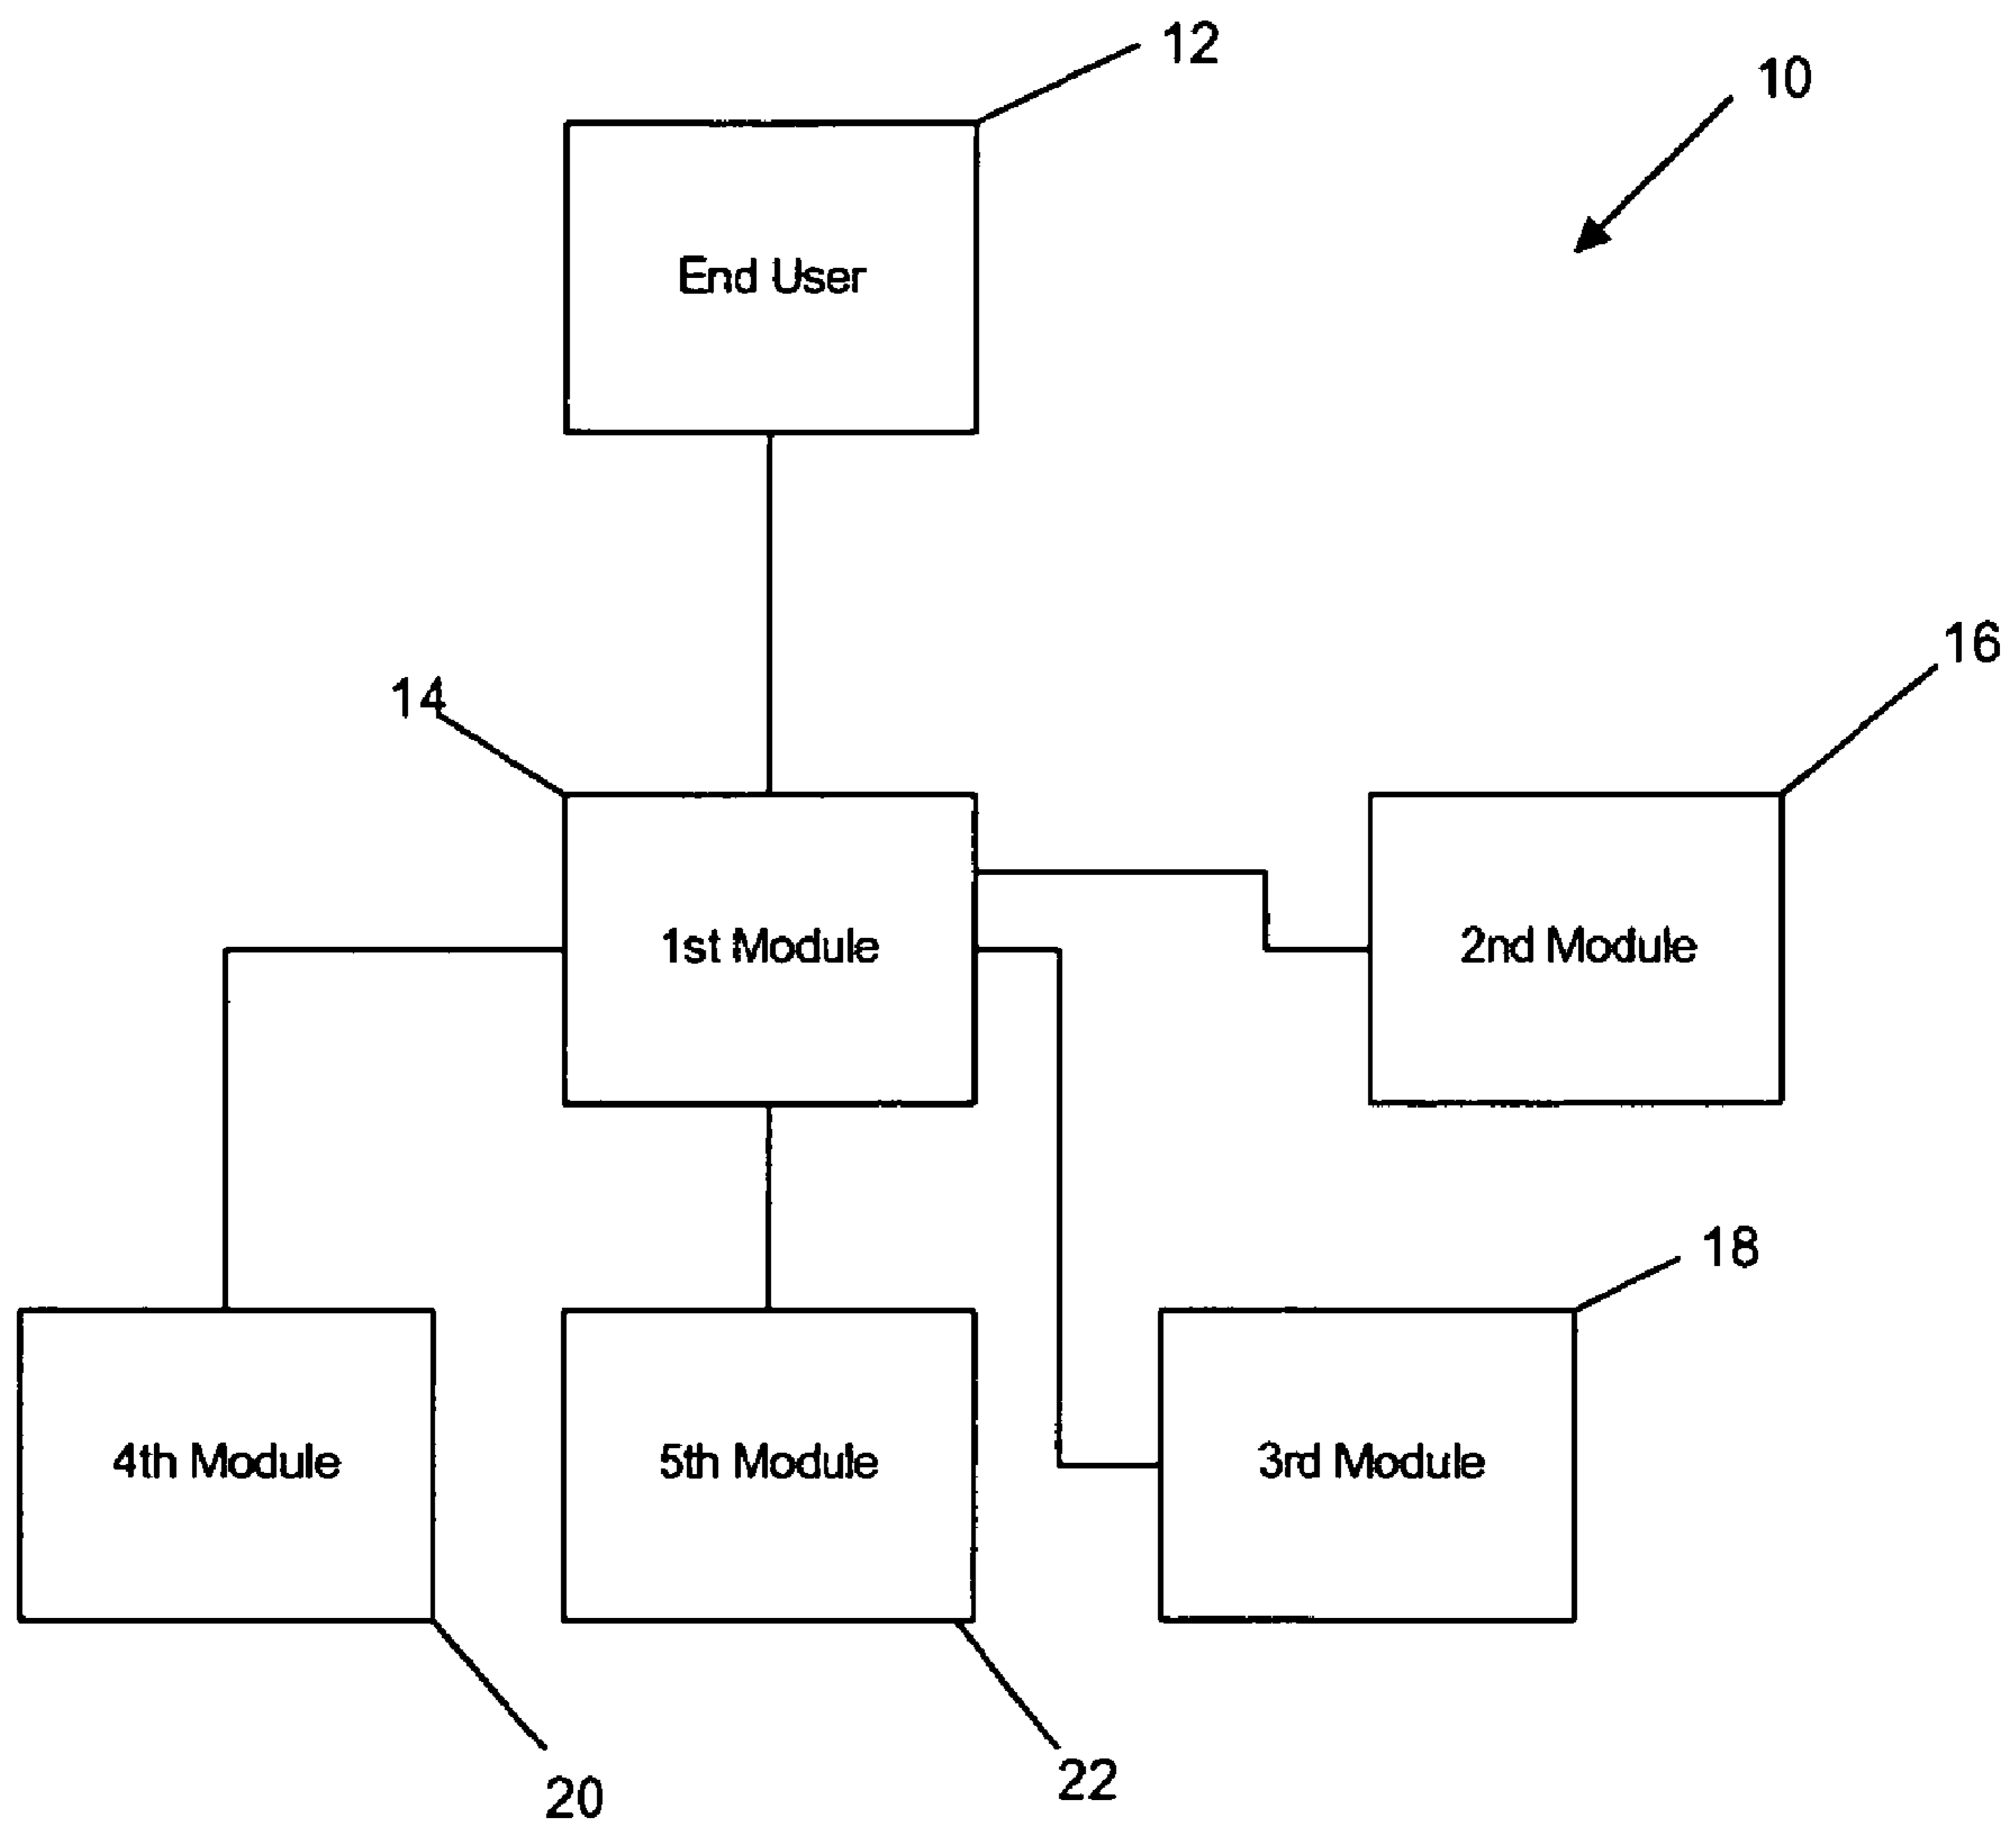 12
10
End User
16
14
1st Module
2nd Module
18
4th Module
5th Module
3rd Module
22
20